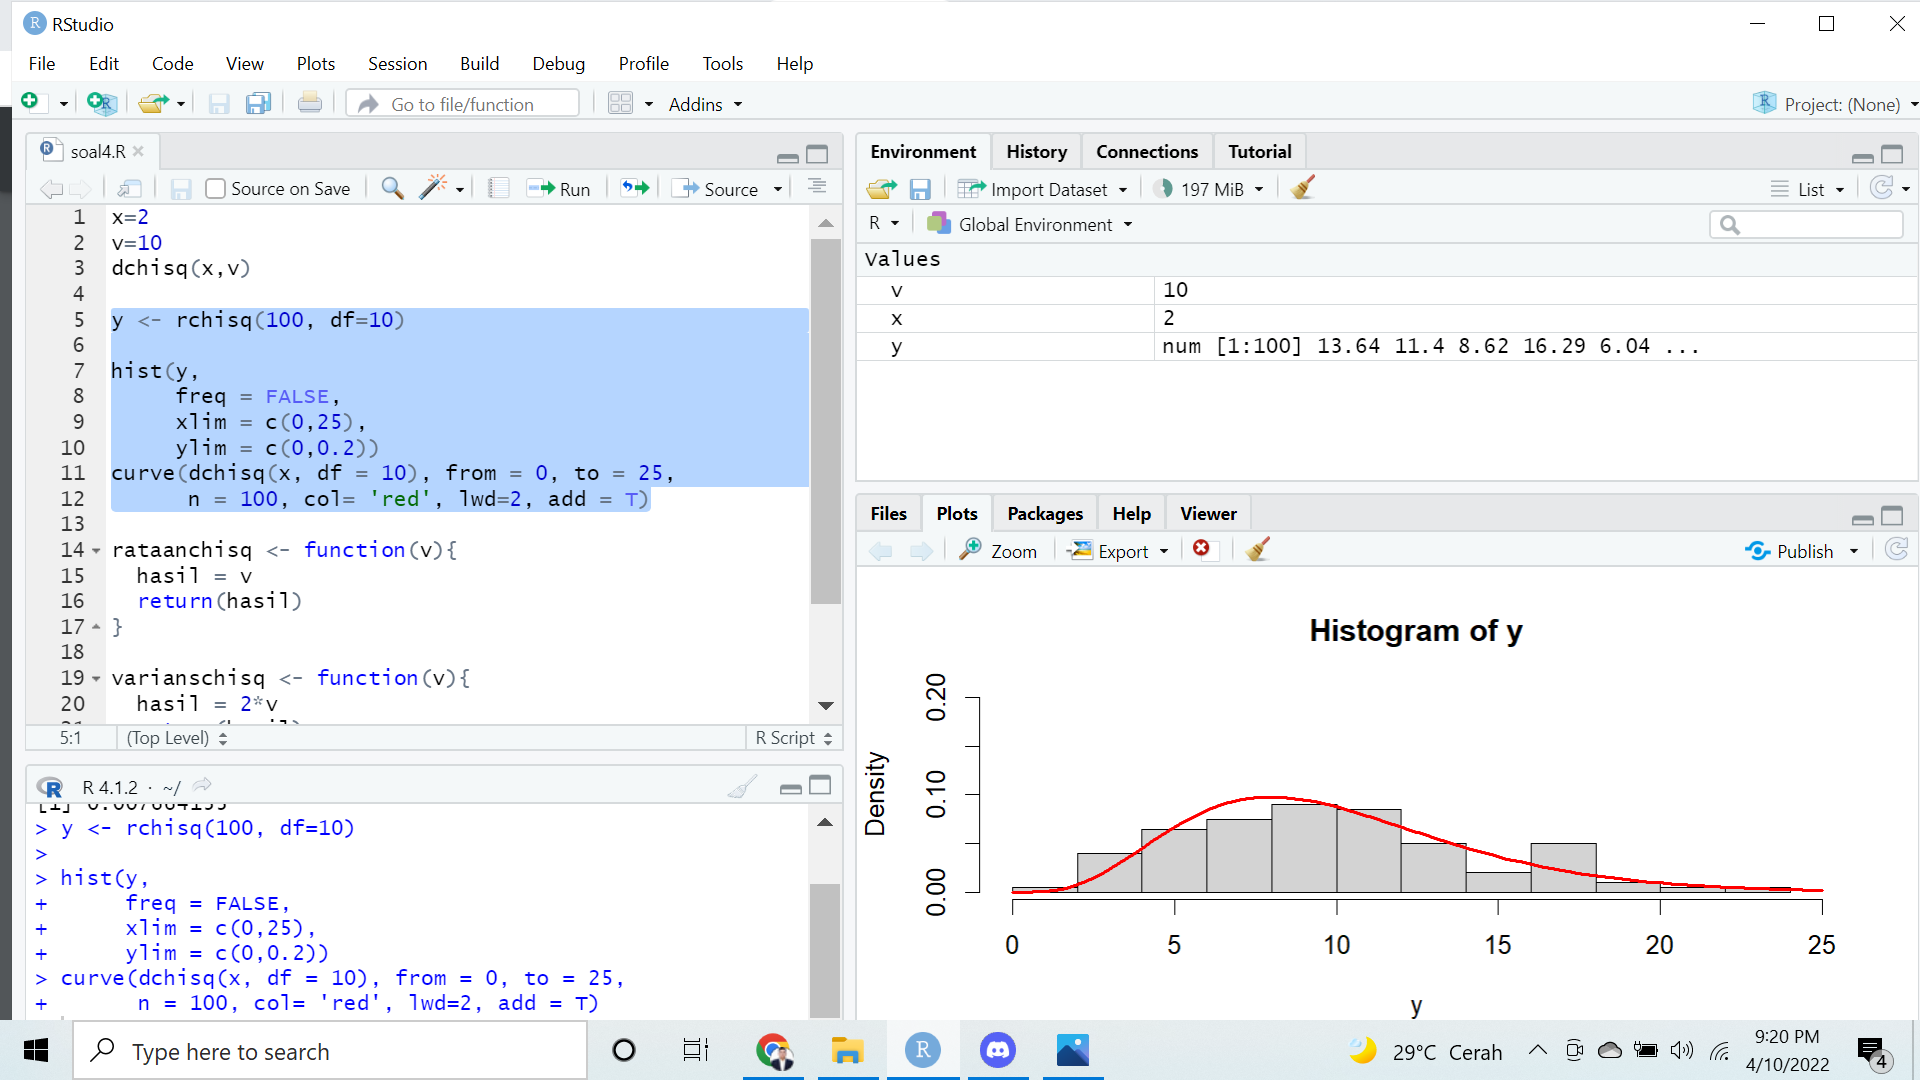 RStudio
File Edit Code View Plots Session Build Debug Profile Tools Help
Go to file/function Addins Project: (None)
soal4.R
Source on Save Run Source
1 x=2
2 v=10
3 dchisq(x,v)
4
5 y <- rchisq(100, df=10)
6
7 hist(y,
8 freq = FALSE,
9 xlim = c(0,25),
10 ylim = c(0,0.2))
11 curve(dchisq(x, df = 10), from = 0, to = 25,
12 n = 100, col= 'red', lwd=2, add = T)
13
14 rataanchisq <- function(v){
15 hasil = v
16 return(hasil)
17 }
18
19 varianschisq <- function(v){
20 hasil = 2*v
5:1 (Top Level) R Script
R 4.1.2 · ~/
> y <- rchisq(100, df=10)
>
> hist(y,
+ freq = FALSE,
+ xlim = c(0,25),
+ ylim = c(0,0.2))
> curve(dchisq(x, df = 10), from = 0, to = 25,
+ n = 100, col= 'red', lwd=2, add = T)
Environment History Connections Tutorial
Import Dataset 197 MiB List
R Global Environment
Values
v 10
x 2
y num [1:100] 13.64 11.4 8.62 16.29 6.04 ...
Files Plots Packages Help Viewer
Zoom Export Publish
Histogram of y
Density
0.20
0.10
0.00
0 5 10 15 20 25
y
Type here to search
29°C Cerah
9:20 PM
4/10/2022
4